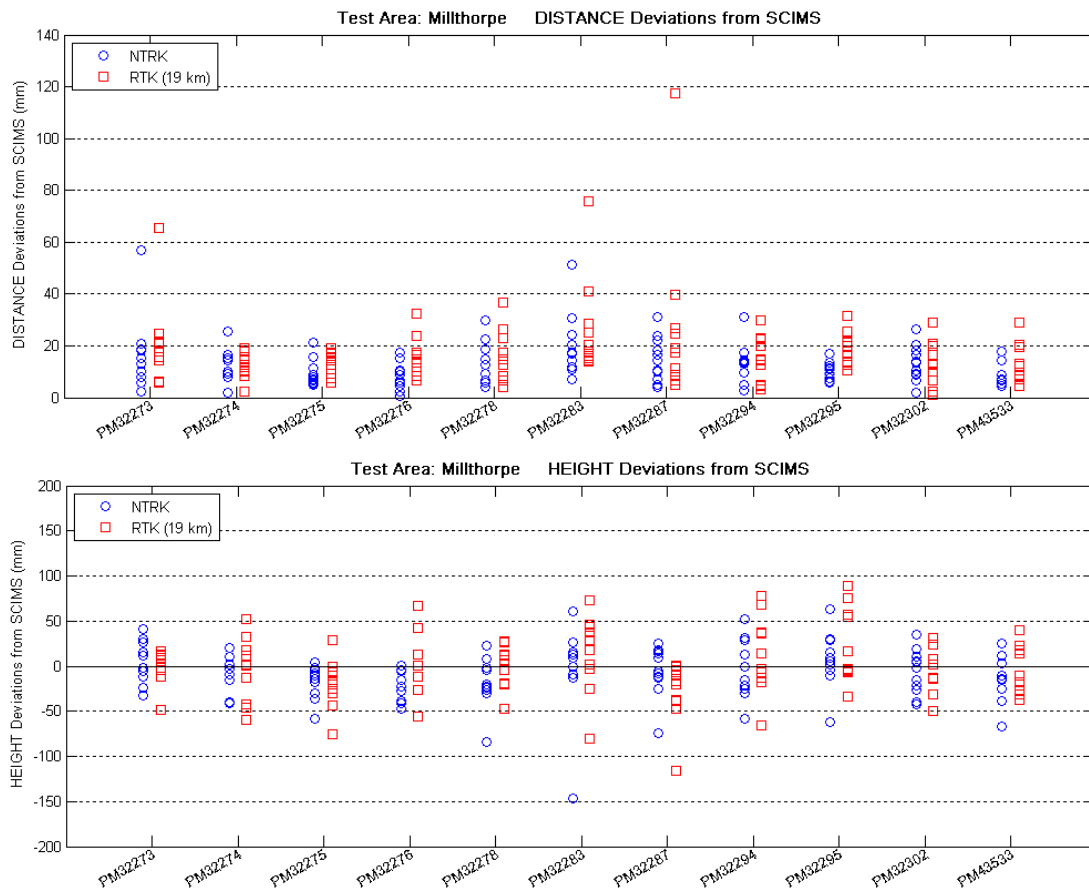 Test Area: Millthorpe DISTANCE Deviations from SCIMS
DISTANCE Deviations from SCIMS (mm)
140
120
100
80
60
40
20
0
NTRK
RTK (19 km)
PM32273 PM32274 PM32275 PM32276 PM32278 PM32283 PM32287 PM32294 PM32295 PM32302 PM43533
Test Area: Millthorpe HEIGHT Deviations from SCIMS
HEIGHT Deviations from SCIMS (mm)
200
150
100
50
0
-50
-100
-150
-200
NTRK
RTK (19 km)
PM32273 PM32274 PM32275 PM32276 PM32278 PM32283 PM32287 PM32294 PM32295 PM32302 PM43533